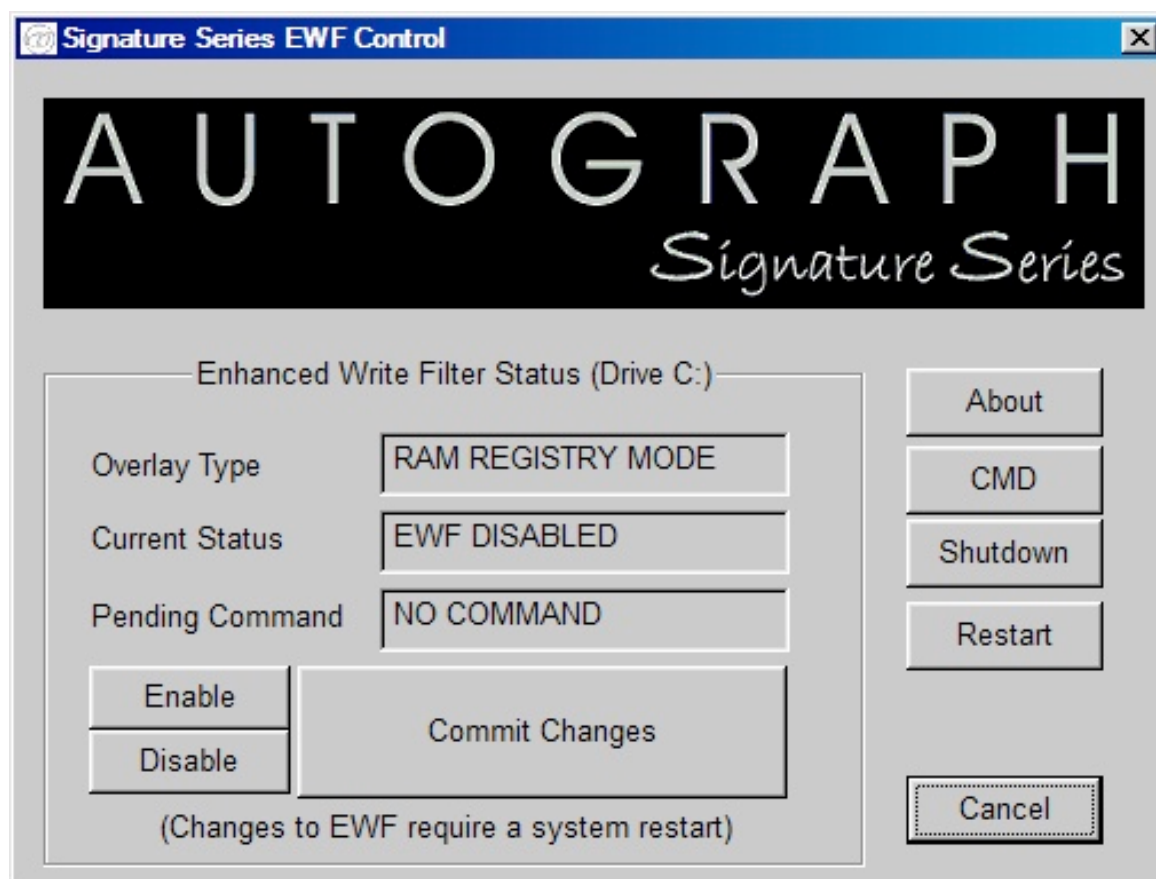 Signature Series EWF Control
AUTOGRAPH
Signature Series
Enhanced Write Filter Status (Drive C:)
Overlay Type RAM REGISTRY MODE
Current Status EWF DISABLED
Pending Command NO COMMAND
Enable
Disable
Commit Changes
(Changes to EWF require a system restart)
About
CMD
Shutdown
Restart
Cancel